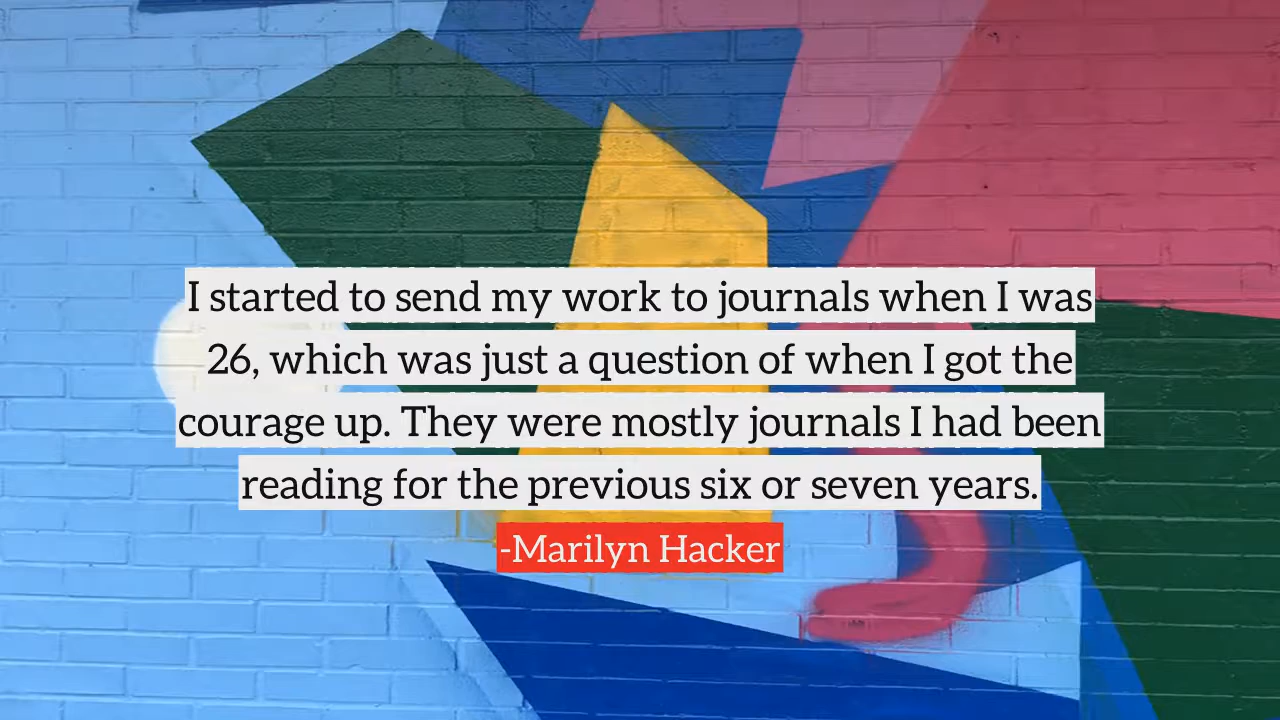 I started to send my work to journals when I was
26, which was just a question of when I got the
courage up. They were mostly journals I had been
reading for the previous six or seven years.
-Marilyn Hacker